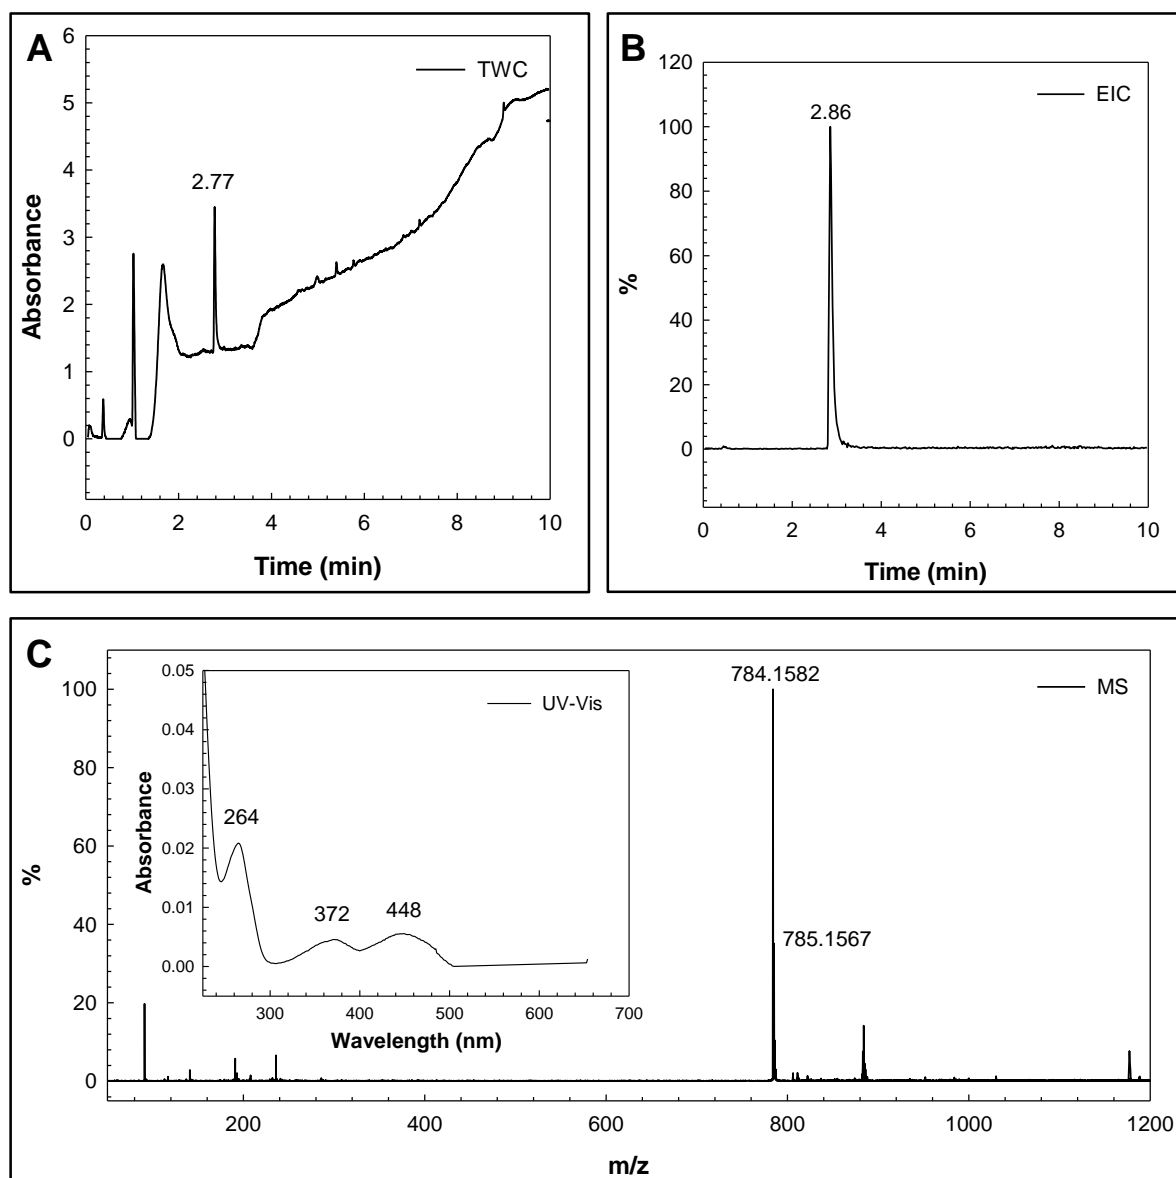 A
TWC
2.77
6
5
4
3
2
1
0
Absorbance
0 2 4 6 8 10
Time (min)
B
EIC
2.86
120
100
80
60
40
20
0
%
0 2 4 6 8 10
Time (min)
C
MS
784.1582
785.1567
100
80
60
40
20
0
%
200 400 600 800 1000 1200
m/z
UV-Vis
264
372
448
0.05
0.04
0.03
0.02
0.01
0.00
Absorbance
300 400 500 600 700
Wavelength (nm)